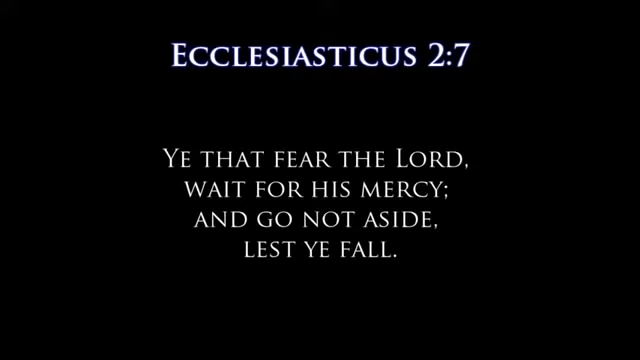 Ecclesiasticus 2:7
Ye that fear the Lord,
wait for his mercy;
and go not aside,
lest ye fall.